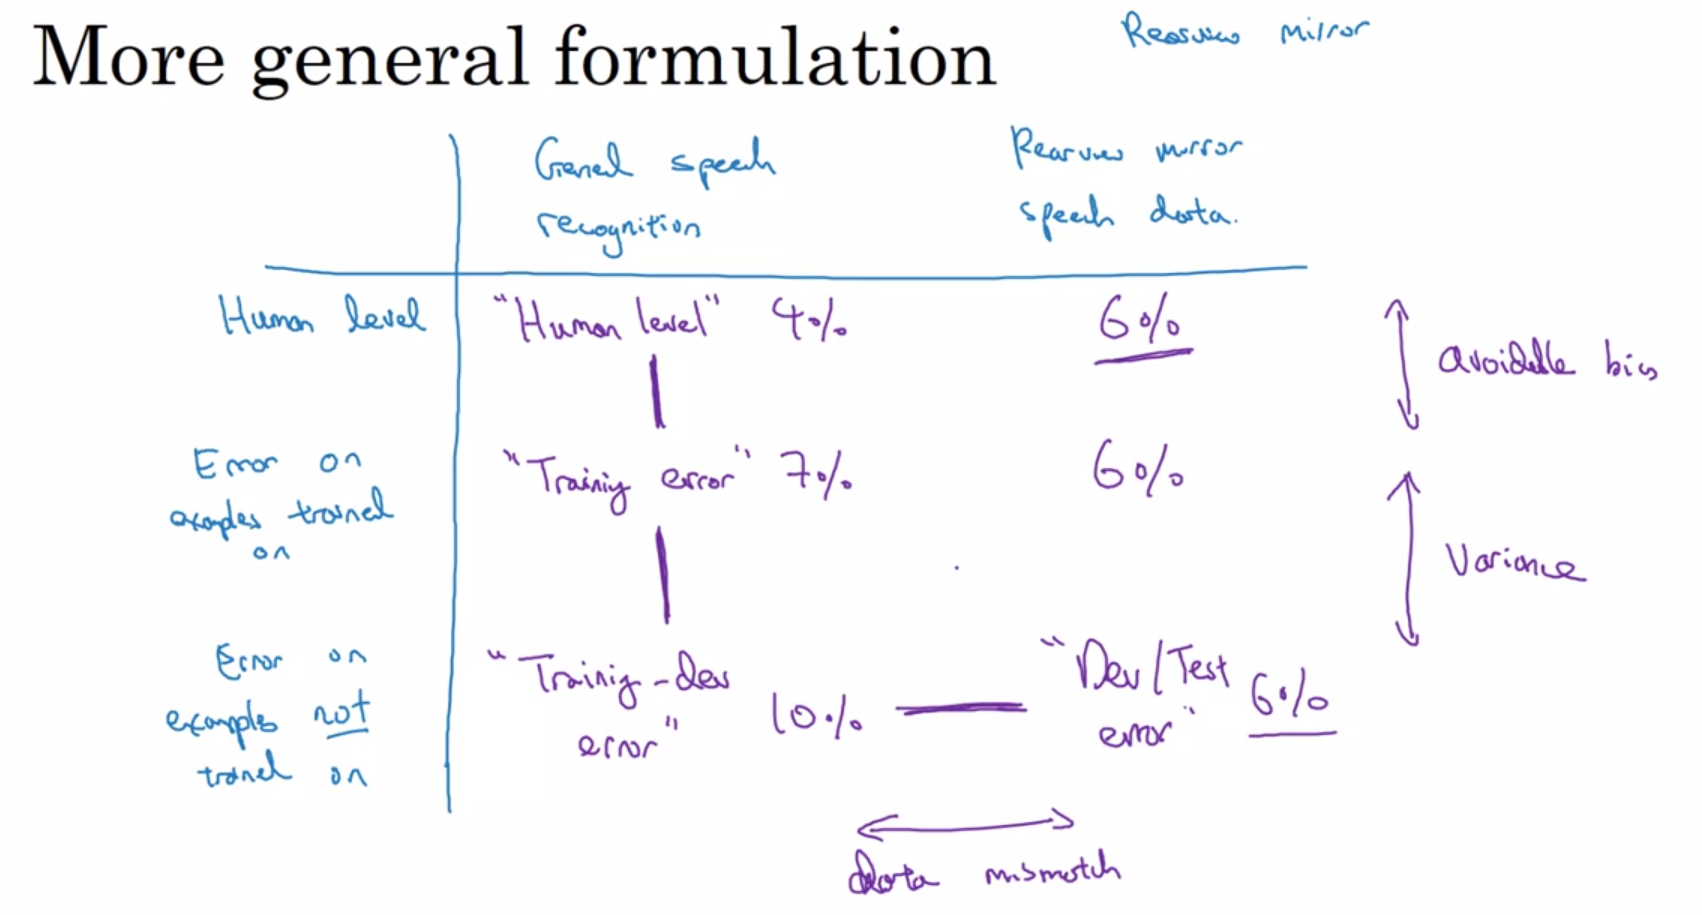 More general formulation
Rearview mirror
General speech
recognition
Rearview mirror
speech data.
Human level
"Human level" 4%
6%
avoidable bias
Error on
examples trained
on
"Training error" 7%
6%
Variance
Error on
examples not
trained on
"Training-dev
error"
10%
"Dev/Test
error"
6%
data mismatch